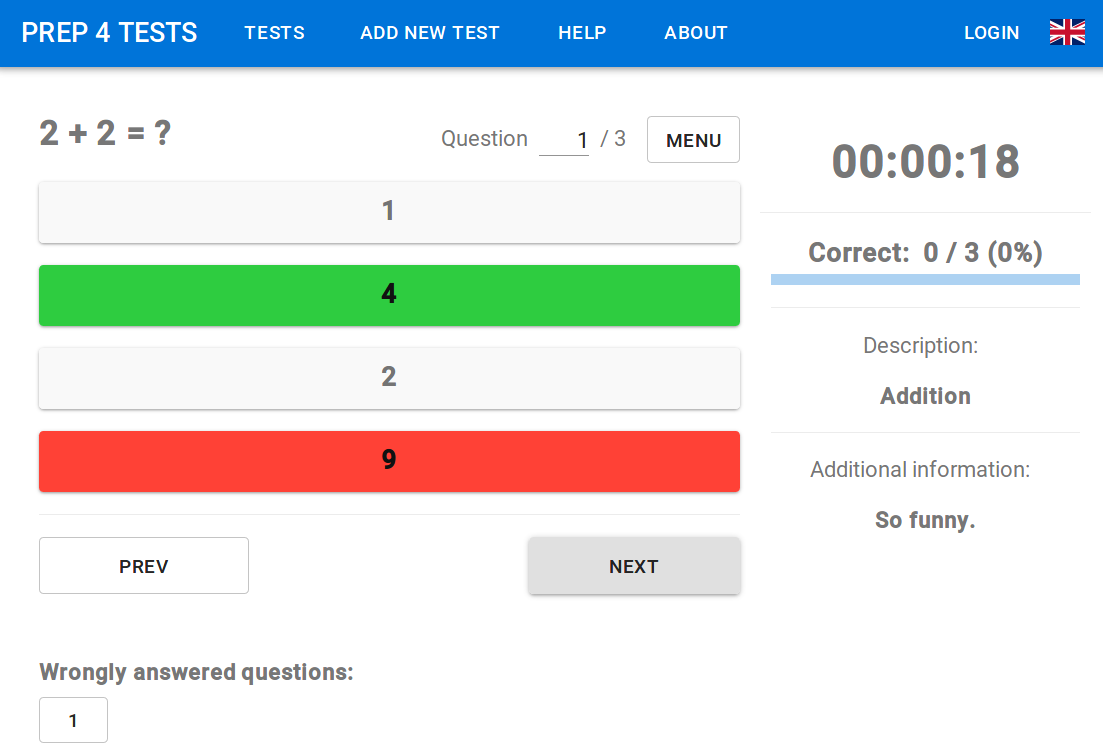 PREP 4 TESTS TESTS ADD NEW TEST HELP ABOUT LOGIN
2 + 2 = ?
Question 1 / 3 MENU
1
4
2
9
PREV NEXT
Wrongly answered questions:
1
00:00:18
Correct: 0 / 3 (0%)
Description:
Addition
Additional information:
So funny.